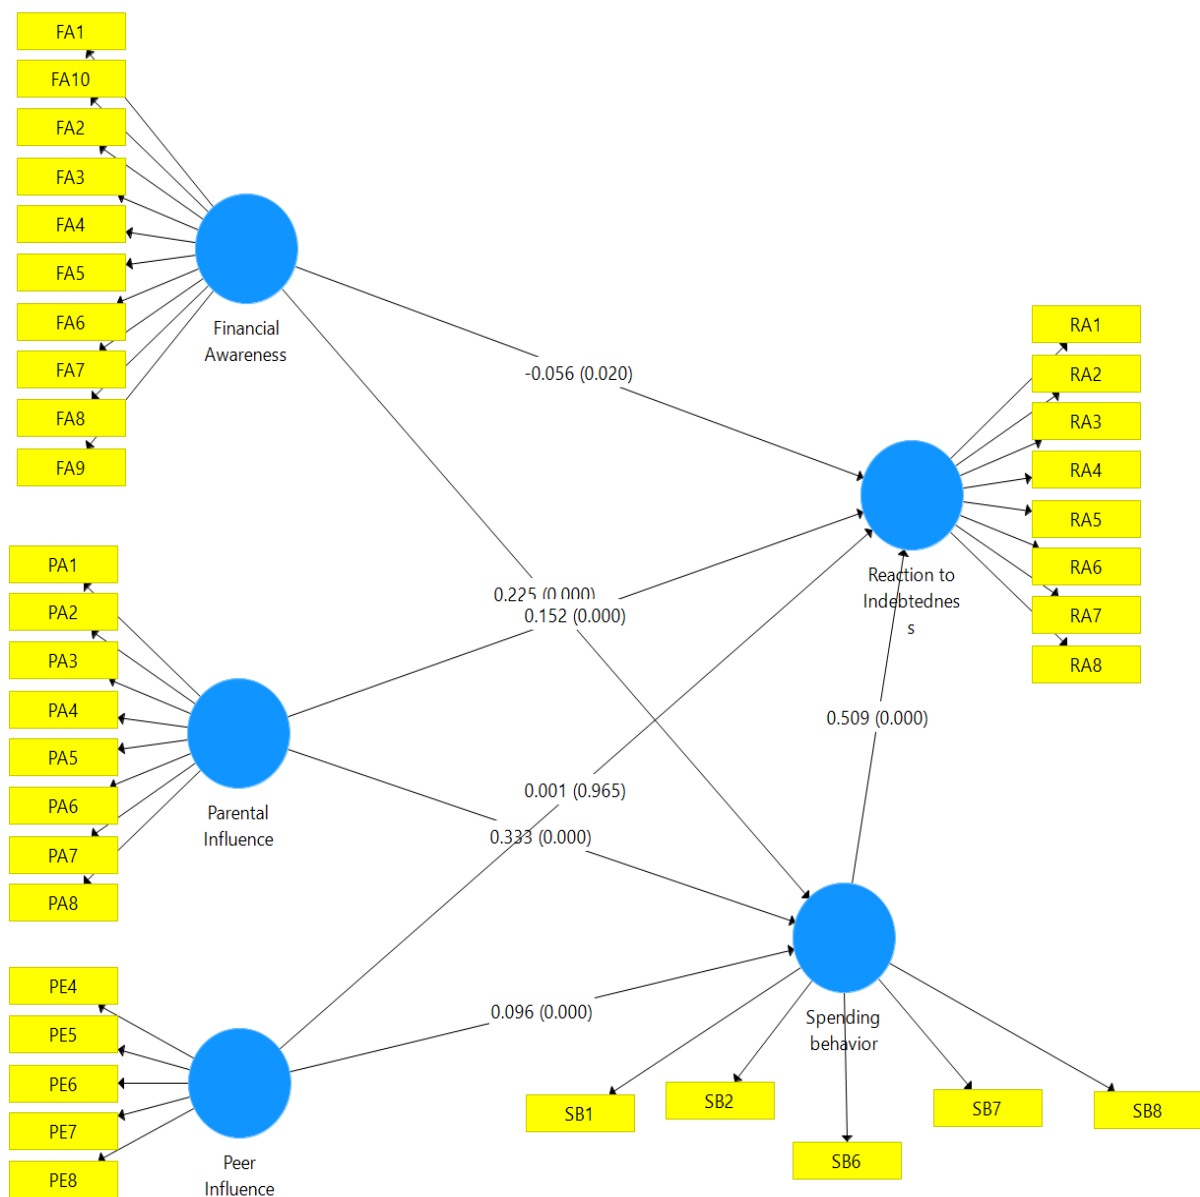 FA1
FA10
FA2
FA3
FA4
FA5
FA6
FA7
FA8
FA9
Financial
Awareness
-0.056 (0.020)
RA1
RA2
RA3
RA4
RA5
RA6
RA7
RA8
Reaction to
Indebtednes
s
PA1
PA2
PA3
PA4
PA5
PA6
PA7
PA8
Parental
Influence
0.225 (0.000)
0.152 (0.000)
0.509 (0.000)
0.001 (0.965)
0.333 (0.000)
0.096 (0.000)
PE4
PE5
PE6
PE7
PE8
Peer
Influence
Spending
behavior
SB1
SB2
SB6
SB7
SB8